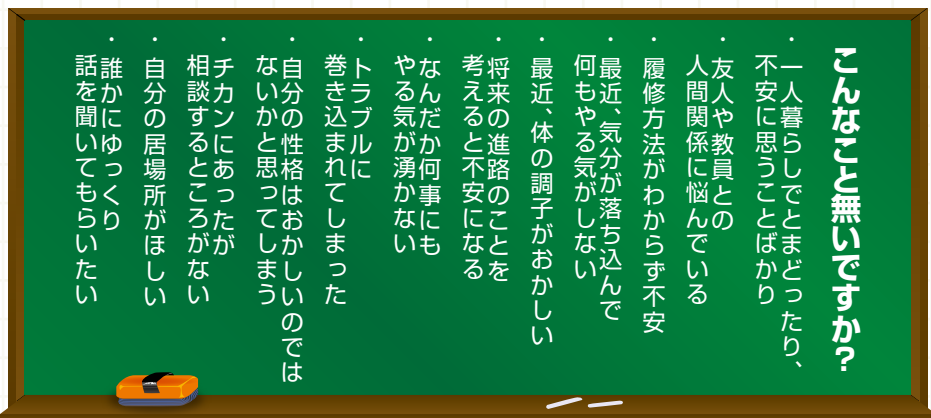 こんなこと無いですか？
・一人暮らしでとまどったり、
不安に思うことばかり
・友人や教員との
人間関係に悩んでいる
・履修方法がわからず不安
・最近、気分が落ち込んで
何もやる気がしない
・最近、体の調子がおかしい
・将来の進路のことを
考えると不安になる
・なんだか何事にも
やる気が湧かない
・トラブルに
巻き込まれてしまった
・自分の性格はおかしいのでは
ないかと思ってしまう
・チカンにあったが
相談するところがない
・自分の居場所がほしい
・誰かにゆっくり
話を聞いてもらいたい